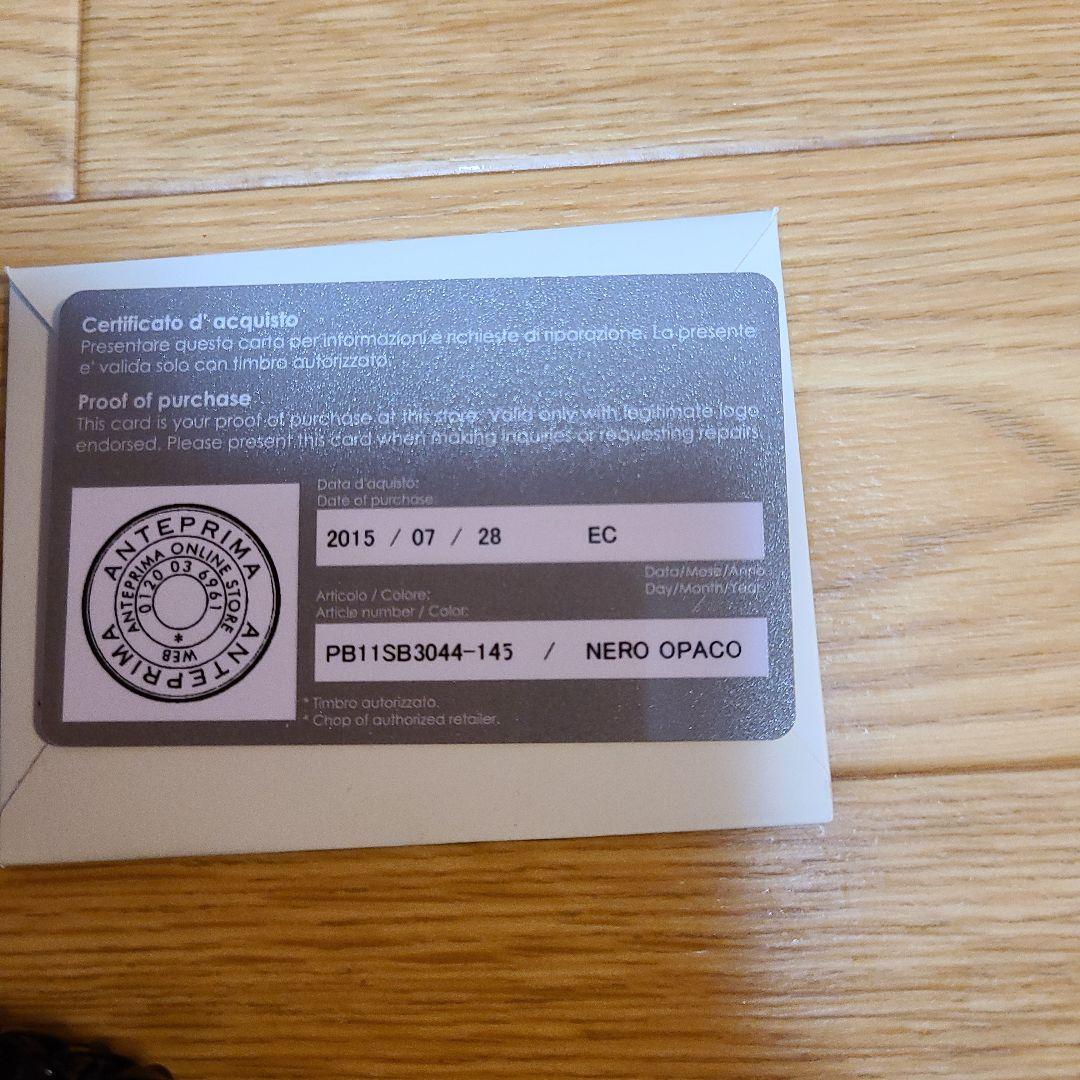 Certificato d' acquisto
Presentare questa carta per informazioni e richieste di riparazione. La presente
e' valida solo con timbro autorizzato.
Proof of purchase
This card is your proof of purchase at this store. Valid only with legitimate logo
endorsed. Please present this card when making inquiries or requesting repairs
Data d'aquisto:
Date of purchase
2015 / 07 / 28 EC
Data/Mese/Anno
Day/Month/Year
Articolo / Colore:
Article number / Color:
PB11SB3044-145 / NERO OPACO
* Timbro autorizzato.
* Chop of authorized retailer.
ANTEPRIMA
ANTEPRIMA ONLINE STORE
0120 03 6961
*
WEB
ANTEPRIMA